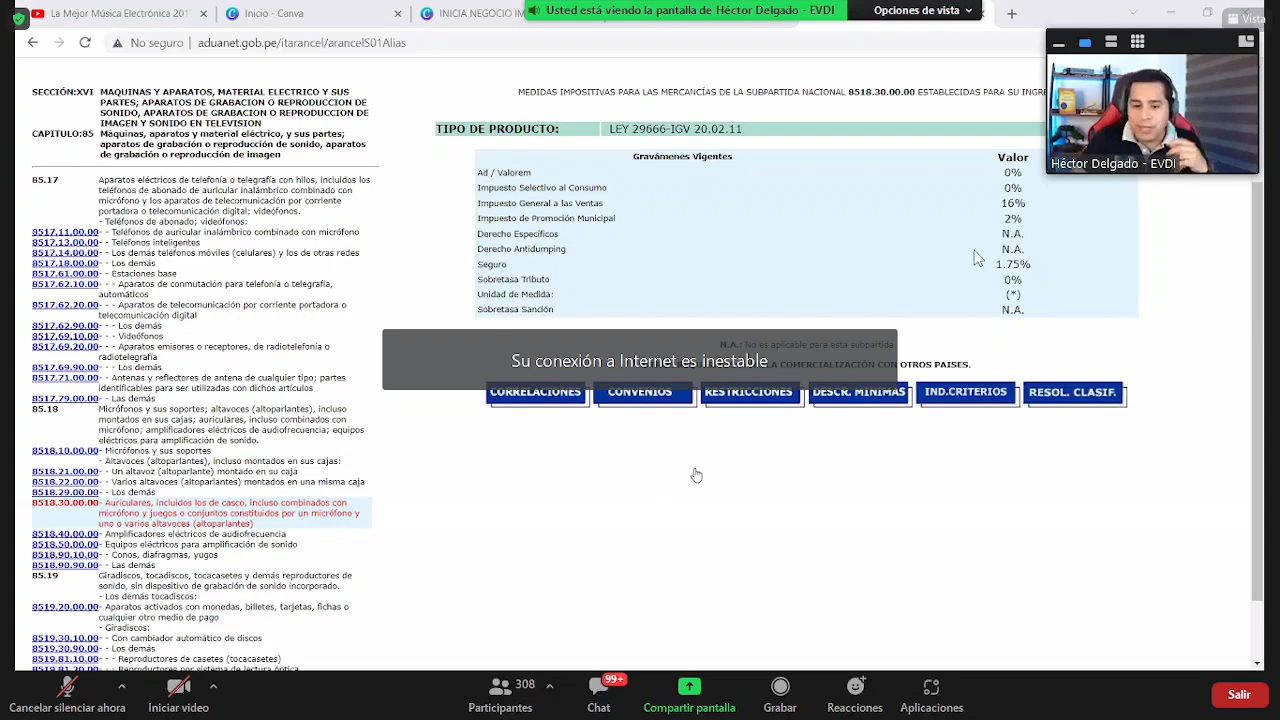 La Mejor Música Electrónica 201
Inicio - Canva
INICIA NEGOCIO IM
Usted está viendo la pantalla de Héctor Delgado - EVDI
Opciones de vista
Vista
No seguro
aduanet.gob.pe/itarancel/arancelS01Alias
Héctor Delgado - EVDI
SECCIÓN:XVI MAQUINAS Y APARATOS, MATERIAL ELECTRICO Y SUS
PARTES; APARATOS DE GRABACION O REPRODUCCION DE
SONIDO, APARATOS DE GRABACION O REPRODUCCION DE
IMAGEN Y SONIDO EN TELEVISION
CAPITULO:85 Máquinas, aparatos y material eléctrico, y sus partes;
aparatos de grabación o reproducción de sonido, aparatos
de grabación o reproducción de imagen
85.17 Aparatos eléctricos de telefonía o telegrafía con hilos, incluidos los
teléfonos de abonado de auricular inalámbrico combinado con
micrófono y los aparatos de telecomunicación por corriente
portadora o telecomunicación digital; videófonos.
- Teléfonos de abonado; videófonos:
8517.11.00.00- - Teléfonos de auricular inalámbrico combinado con micrófono
8517.13.00.00- - Teléfonos inteligentes
8517.14.00.00- - Los demás teléfonos móviles (celulares) y los de otras redes
8517.18.00.00- - Los demás
8517.61.00.00- - Estaciones base
8517.62.10.00- - - Aparatos de conmutación para telefonía o telegrafía,
automáticos
8517.62.20.00- - - Aparatos de telecomunicación por corriente portadora o
telecomunicación digital
8517.62.90.00- - - Los demás
8517.69.10.00- - - Videófonos
8517.69.20.00- - - Aparatos emisores o receptores, de radiotelefonía o
radiotelegrafía
8517.69.90.00- - - Los demás
8517.71.00.00- - Antenas y reflectores de antena de cualquier tipo; partes
identificables para ser utilizadas con dichos artículos
8517.79.00.00- - Las demás
85.18 Micrófonos y sus soportes; altavoces (altoparlantes), incluso
montados en sus cajas; auriculares, incluso combinados con
micrófono; amplificadores eléctricos de audiofrecuencia; equipos
eléctricos para amplificación de sonido.
8518.10.00.00- Micrófonos y sus soportes
- Altavoces (altoparlantes), incluso montados en sus cajas:
8518.21.00.00- - Un altavoz (altoparlante) montado en su caja
8518.22.00.00- - Varios altavoces (altoparlantes) montados en una misma caja
8518.29.00.00- - Los demás
8518.30.00.00- Auriculares, incluidos los de casco, incluso combinados con
micrófono y juegos o conjuntos constituidos por un micrófono y
uno o varios altavoces (altoparlantes)
8518.40.00.00- Amplificadores eléctricos de audiofrecuencia
8518.50.00.00- Equipos eléctricos para amplificación de sonido
8518.90.10.00- - Conos, diafragmas, yugos
8518.90.90.00- - Las demás
85.19 Giradiscos, tocadiscos, tocacasetes y demás reproductores de
sonido, sin dispositivo de grabación de sonido incorporado.
- Los demás tocadiscos:
8519.20.00.00- Aparatos activados con monedas, billetes, tarjetas, fichas o
cualquier otro medio de pago
- Giradiscos:
8519.30.10.00- - Con cambiador automático de discos
8519.30.90.00- - Los demás
8519.81.10.00- - - Reproductores de casetes (tocacasetes)
8519.81.20.00- - - Reproductores por sistema de lectura óptica
MEDIDAS IMPOSITIVAS PARA LAS MERCANCÍAS DE LA SUBPARTIDA NACIONAL 8518.30.00.00 ESTABLECIDAS PARA SU INGRE
TIPO DE PRODUCTO: LEY 29666-IGV 20.02.11
Gravámenes Vigentes Valor
Ad / Valorem 0%
Impuesto Selectivo al Consumo 0%
Impuesto General a las Ventas 16%
Impuesto de Promoción Municipal 2%
Derecho Específicos N.A.
Derecho Antidumping N.A.
Seguro 1.75%
Sobretasa Tributo 0%
Unidad de Medida: (*)
Sobretasa Sanción N.A.
N.A.: No es aplicable para esta subpartida
Su conexión a Internet es inestable
LA COMERCIALIZACIÓN CON OTROS PAISES.
CORRELACIONES
CONVENIOS
RESTRICCIONES
DESCR. MINIMAS
IND.CRITERIOS
RESOL. CLASIF.
99+
308
Cancelar silenciar ahora
Iniciar video
Participantes
Chat
Compartir pantalla
Grabar
Reacciones
Aplicaciones
Salir